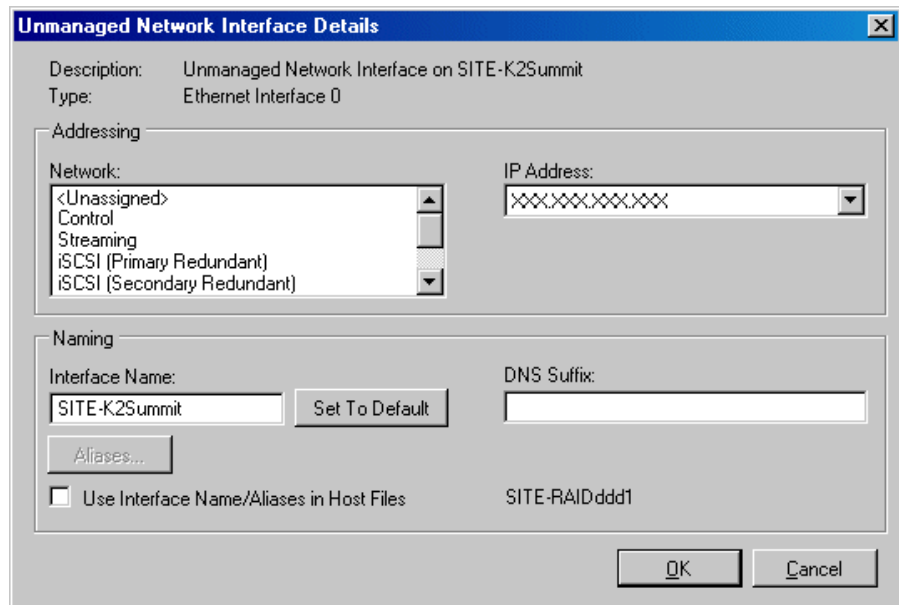 Unmanaged Network Interface Details
Description: Unmanaged Network Interface on SITE-K2Summit
Type: Ethernet Interface 0
Addressing
Network:
<Unassigned>
Control
Streaming
iSCSI (Primary Redundant)
iSCSI (Secondary Redundant)
IP Address:
XXX.XXX.XXX.XXX
Naming
Interface Name:
SITE-K2Summit
Set To Default
DNS Suffix:
Aliases...
Use Interface Name/Aliases in Host Files
SITE-RAIDddd1
OK
Cancel